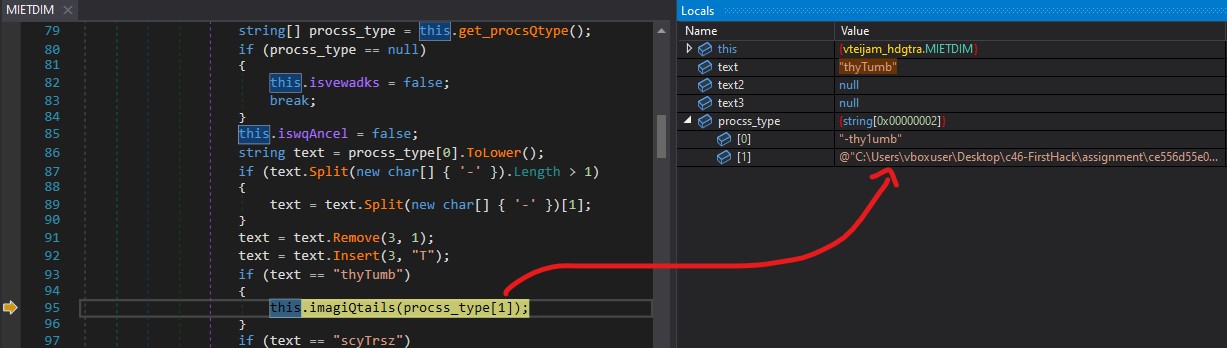 MIETDIM
79 string[] procss_type = this.get_procsQtype();
80 if (procss_type == null)
81 {
82 this.isvewadks = false;
83 break;
84 }
85 this.iswqAncel = false;
86 string text = procss_type[0].ToLower();
87 if (text.Split(new char[] { '-' }).Length > 1)
88 {
89 text = text.Split(new char[] { '-' })[1];
90 }
91 text = text.Remove(3, 1);
92 text = text.Insert(3, "T");
93 if (text == "thyTumb")
94 {
95 this.imagiQtails(procss_type[1]);
96 }
97 if (text == "scyTrsz")
Locals
Name Value
this {vteijam_hdgtra.MIETDIM}
text "thyTumb"
text2 null
text3 null
procss_type {string[0x00000002]}
[0] "-thy1umb"
[1] @"C:\Users\vboxuser\Desktop\c46-FirstHack\assignment\ce556d55e0...